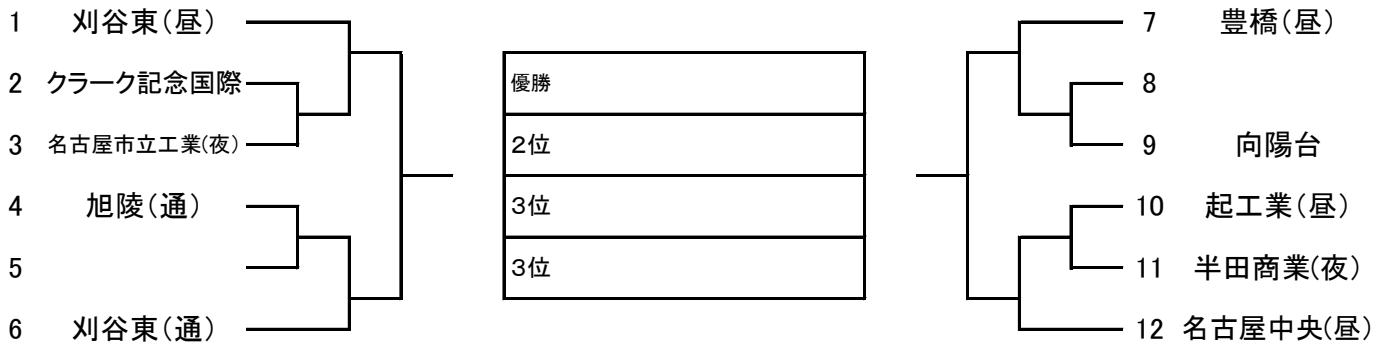 1 刈谷東(昼)
2 クラーク記念国際
3 名古屋市立工業(夜)
4 旭陵(通)
5
6 刈谷東(通)
優勝
2位
3位
3位
7 豊橋(昼)
8
9 向陽台
10 起工業(昼)
11 半田商業(夜)
12 名古屋中央(昼)